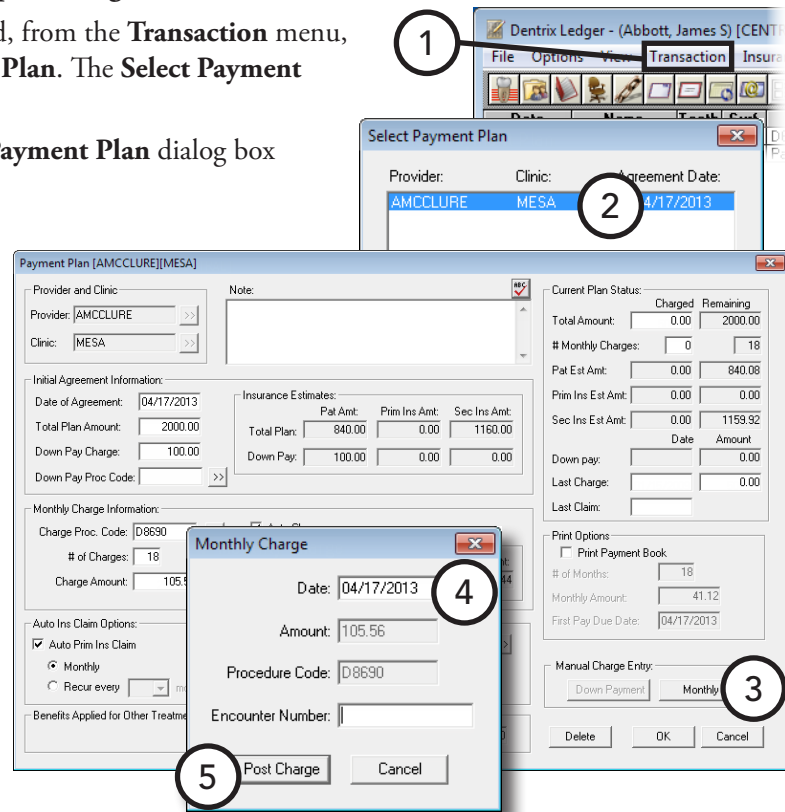 d, from the Transaction menu,
Plan. The Select Payment
ayment Plan dialog box
1
Dentrix Ledger - (Abbott, James S) [CENT
File Options View Transaction Insura
Date Name Tooth Surf
Select Payment Plan
Provider: Clinic: Agreement Date:
AMCCLURE MESA 2 4/17/2013
Payment Plan [AMCCLURE][MESA]
Provider and Clinic
Provider: AMCCLURE >>
Clinic: MESA >>
Note:
ABC
Current Plan Status:
Charged Remaining
Total Amount: 0.00 2000.00
# Monthly Charges: 0 18
Pat Est Amt: 0.00 840.08
Prim Ins Est Amt: 0.00 0.00
Sec Ins Est Amt: 0.00 1159.92
Date Amount
Down pay: 0.00
Last Charge: 0.00
Last Claim:
Initial Agreement Information:
Date of Agreement: 04/17/2013
Total Plan Amount: 2000.00
Down Pay Charge: 100.00
Down Pay Proc Code: >>
Insurance Estimates:
Pat Amt: Prim Ins Amt: Sec Ins Amt:
Total Plan: 840.00 0.00 1160.00
Down Pay: 100.00 0.00 0.00
Monthly Charge Information:
Charge Proc. Code: D8690
# of Charges: 18
Charge Amount: 105.5
44
Print Options
Print Payment Book
# of Months: 18
Monthly Amount: 41.12
First Pay Due Date: 04/17/2013
Auto Ins Claim Options:
Auto Prim Ins Claim
Monthly
Recur every m
Benefits Applied for Other Treatme
Manual Charge Entry:
Down Payment Monthly 3
Delete OK Cancel
Monthly Charge
Date: 04/17/2013 4
Amount: 105.56
Procedure Code: D8690
Encounter Number:
5 Post Charge Cancel